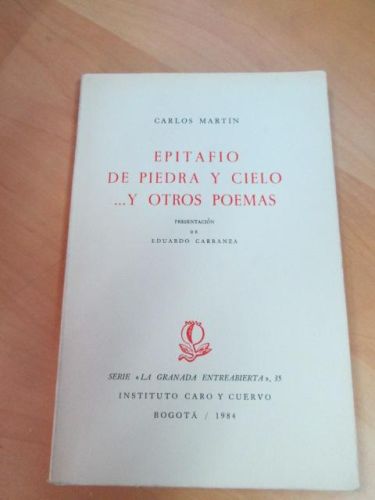 CARLOS MARTÍN
EPITAFIO
DE PIEDRA Y CIELO
...Y OTROS POEMAS
PRESENTACIÓN
DE
EDUARDO CARRANZA
SERIE «LA GRANADA ENTREABIERTA», 35
INSTITUTO CARO Y CUERVO
BOGOTÁ / 1984